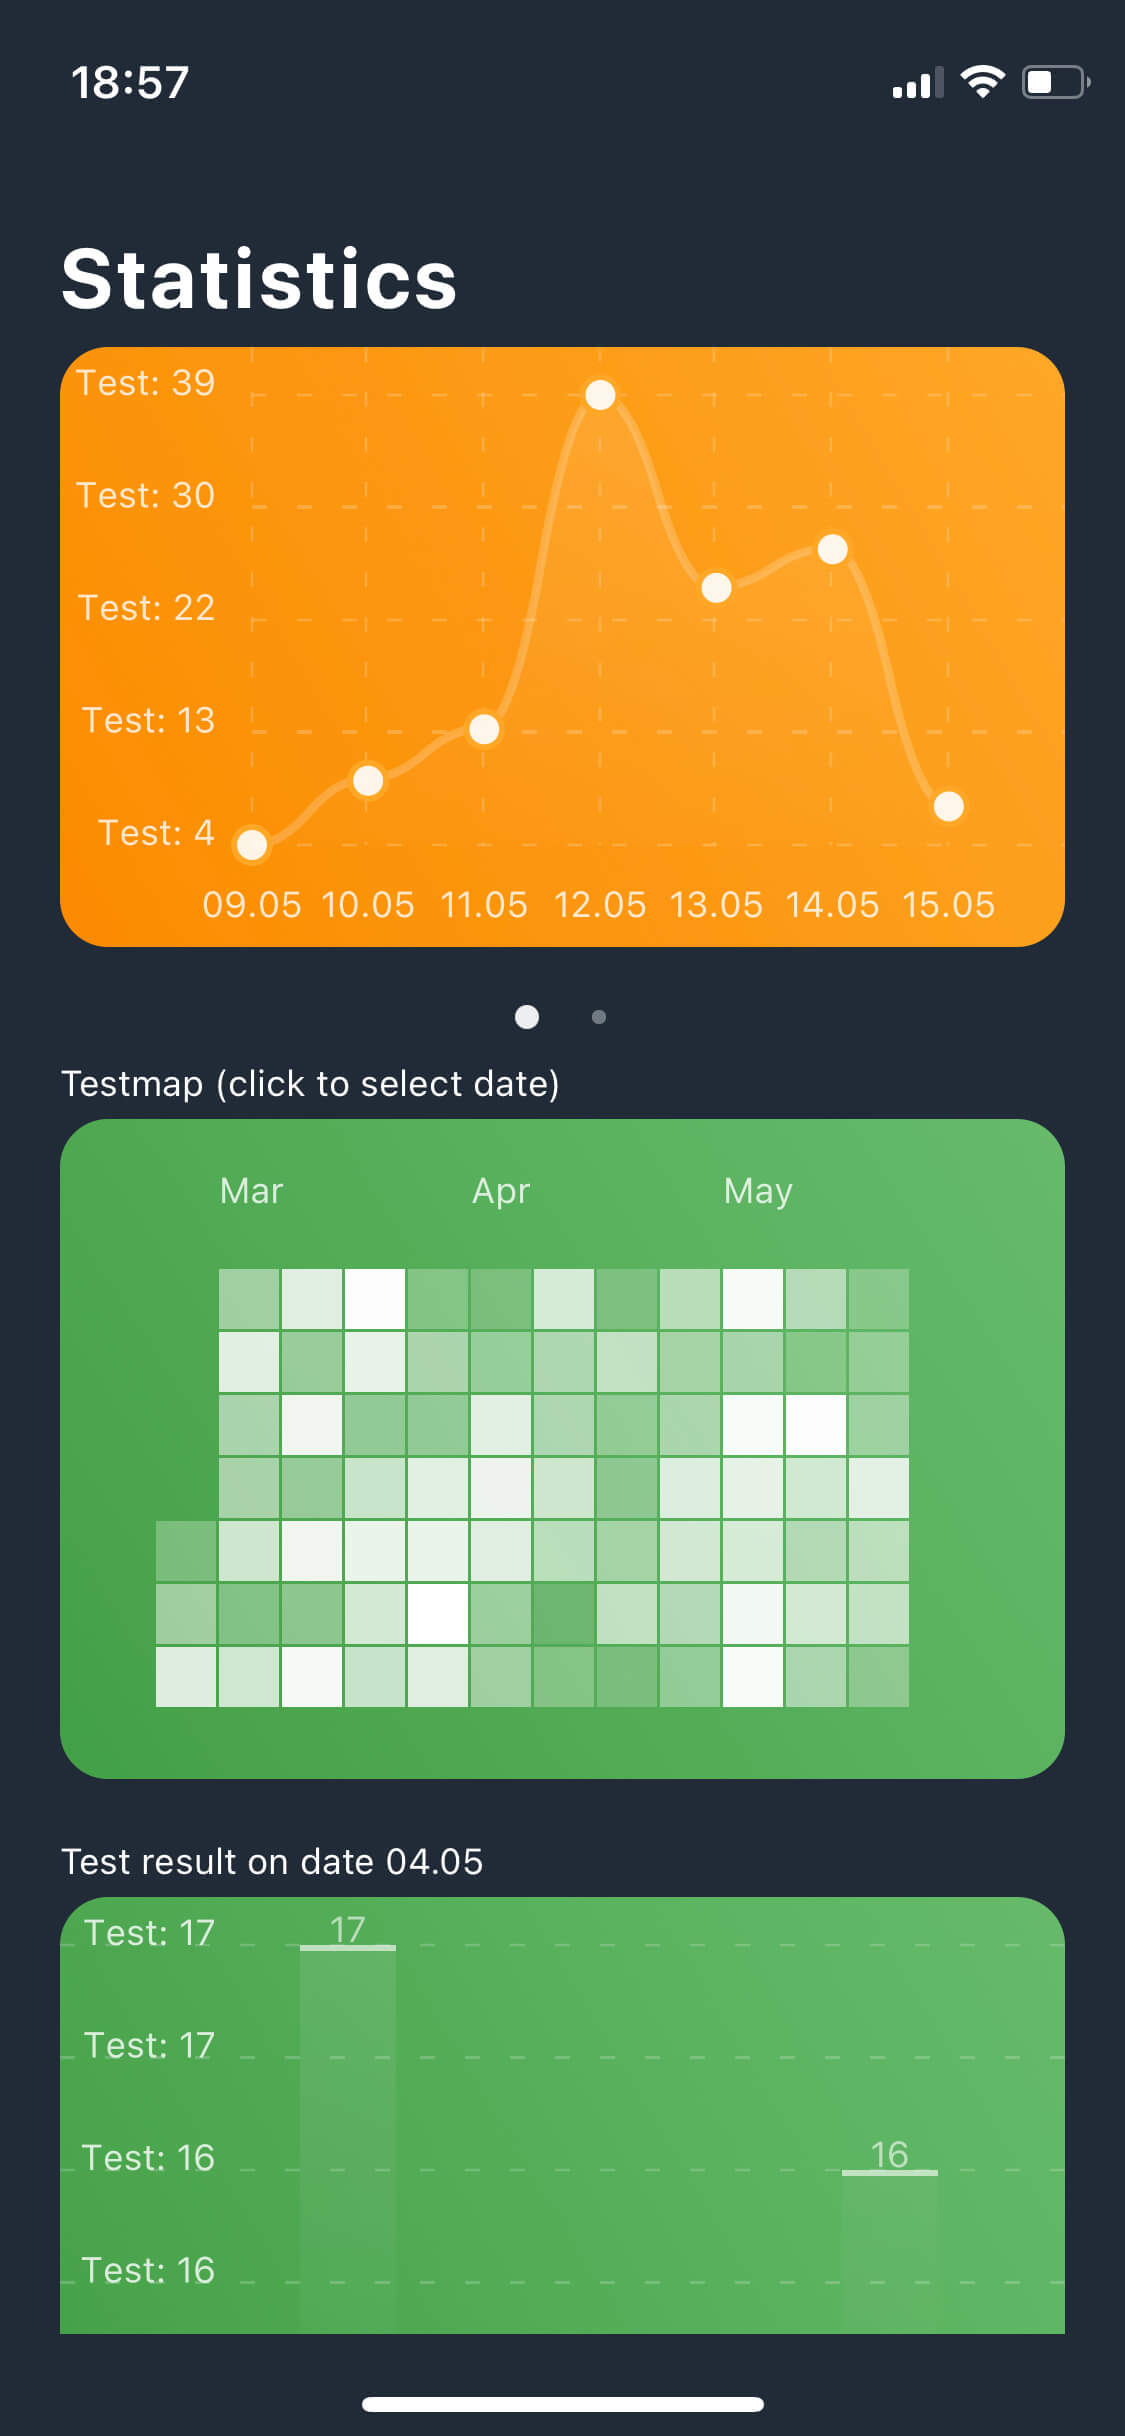 18:57
Statistics
Test: 39
Test: 30
Test: 22
Test: 13
Test: 4
09.05 10.05 11.05 12.05 13.05 14.05 15.05
Testmap (click to select date)
Mar Apr May
Test result on date 04.05
Test: 17 17
Test: 17
Test: 16 16
Test: 16